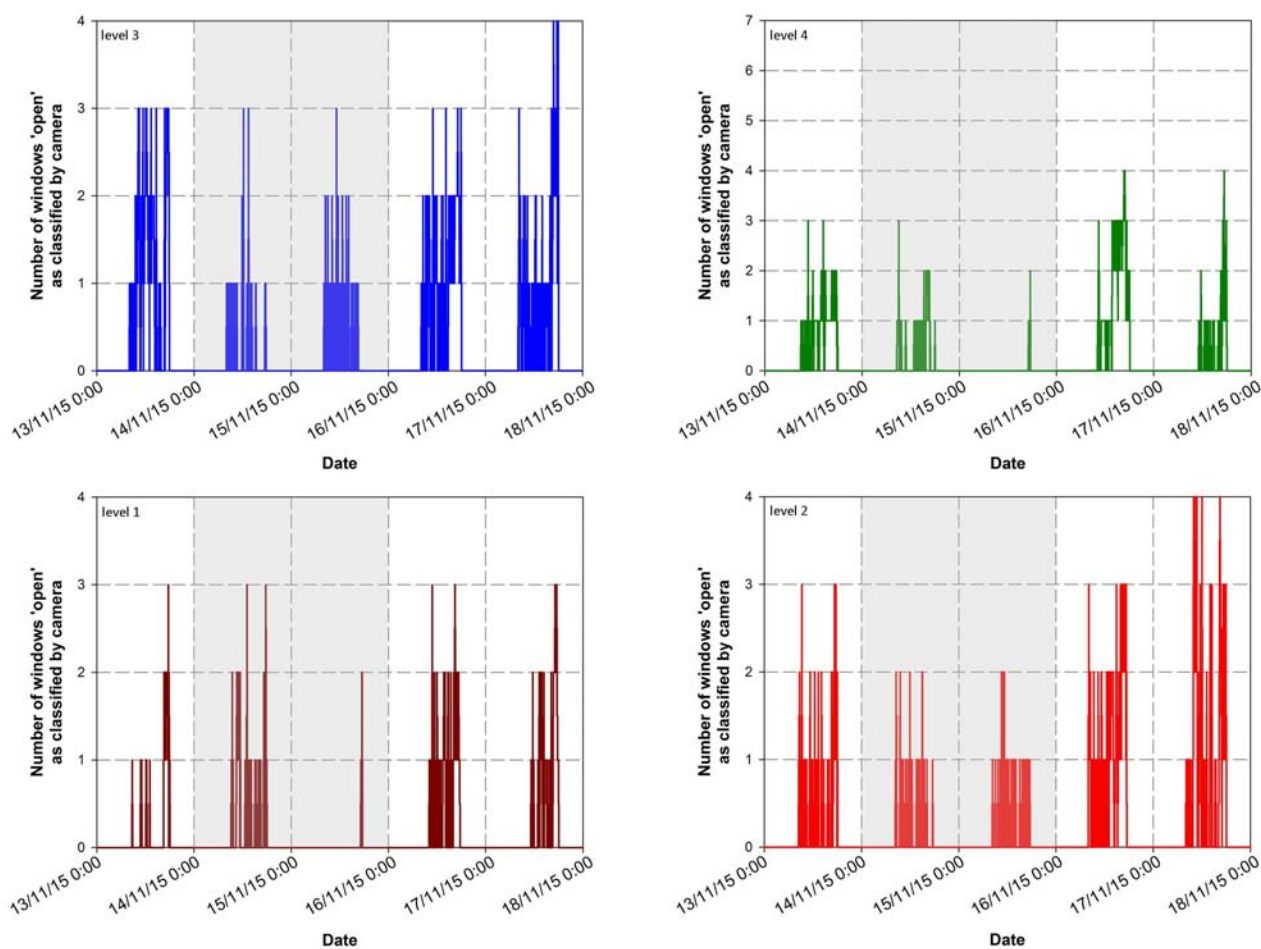 4
level 3
3
2
1
0
Number of windows 'open'
as classified by camera
13/11/15 0:00
14/11/15 0:00
15/11/15 0:00
16/11/15 0:00
17/11/15 0:00
18/11/15 0:00
Date
7
level 4
6
5
4
3
2
1
0
Number of windows 'open'
as classified by camera
13/11/15 0:00
14/11/15 0:00
15/11/15 0:00
16/11/15 0:00
17/11/15 0:00
18/11/15 0:00
Date
4
level 1
3
2
1
0
Number of windows 'open'
as classified by camera
13/11/15 0:00
14/11/15 0:00
15/11/15 0:00
16/11/15 0:00
17/11/15 0:00
18/11/15 0:00
Date
4
level 2
3
2
1
0
Number of windows 'open'
as classified by camera
13/11/15 0:00
14/11/15 0:00
15/11/15 0:00
16/11/15 0:00
17/11/15 0:00
18/11/15 0:00
Date